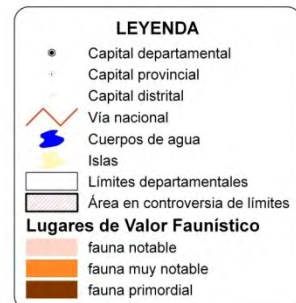 LEYENDA
Capital departamental
Capital provincial
Capital distrital
Vía nacional
Cuerpos de agua
Islas
Límites departamentales
Área en controversia de límites
Lugares de Valor Faunístico
fauna notable
fauna muy notable
fauna primordial